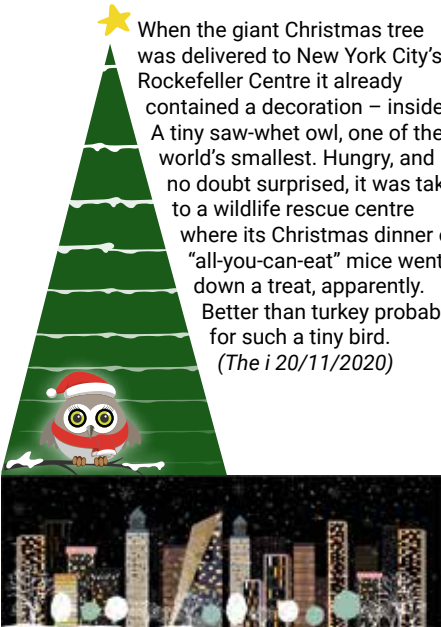 When the giant Christmas tree
was delivered to New York City's
Rockefeller Centre it already
contained a decoration – inside
A tiny saw-whet owl, one of the
world's smallest. Hungry, and
no doubt surprised, it was tak
to a wildlife rescue centre
where its Christmas dinner
"all-you-can-eat" mice went
down a treat, apparently.
Better than turkey probab
for such a tiny bird.
(The i 20/11/2020)